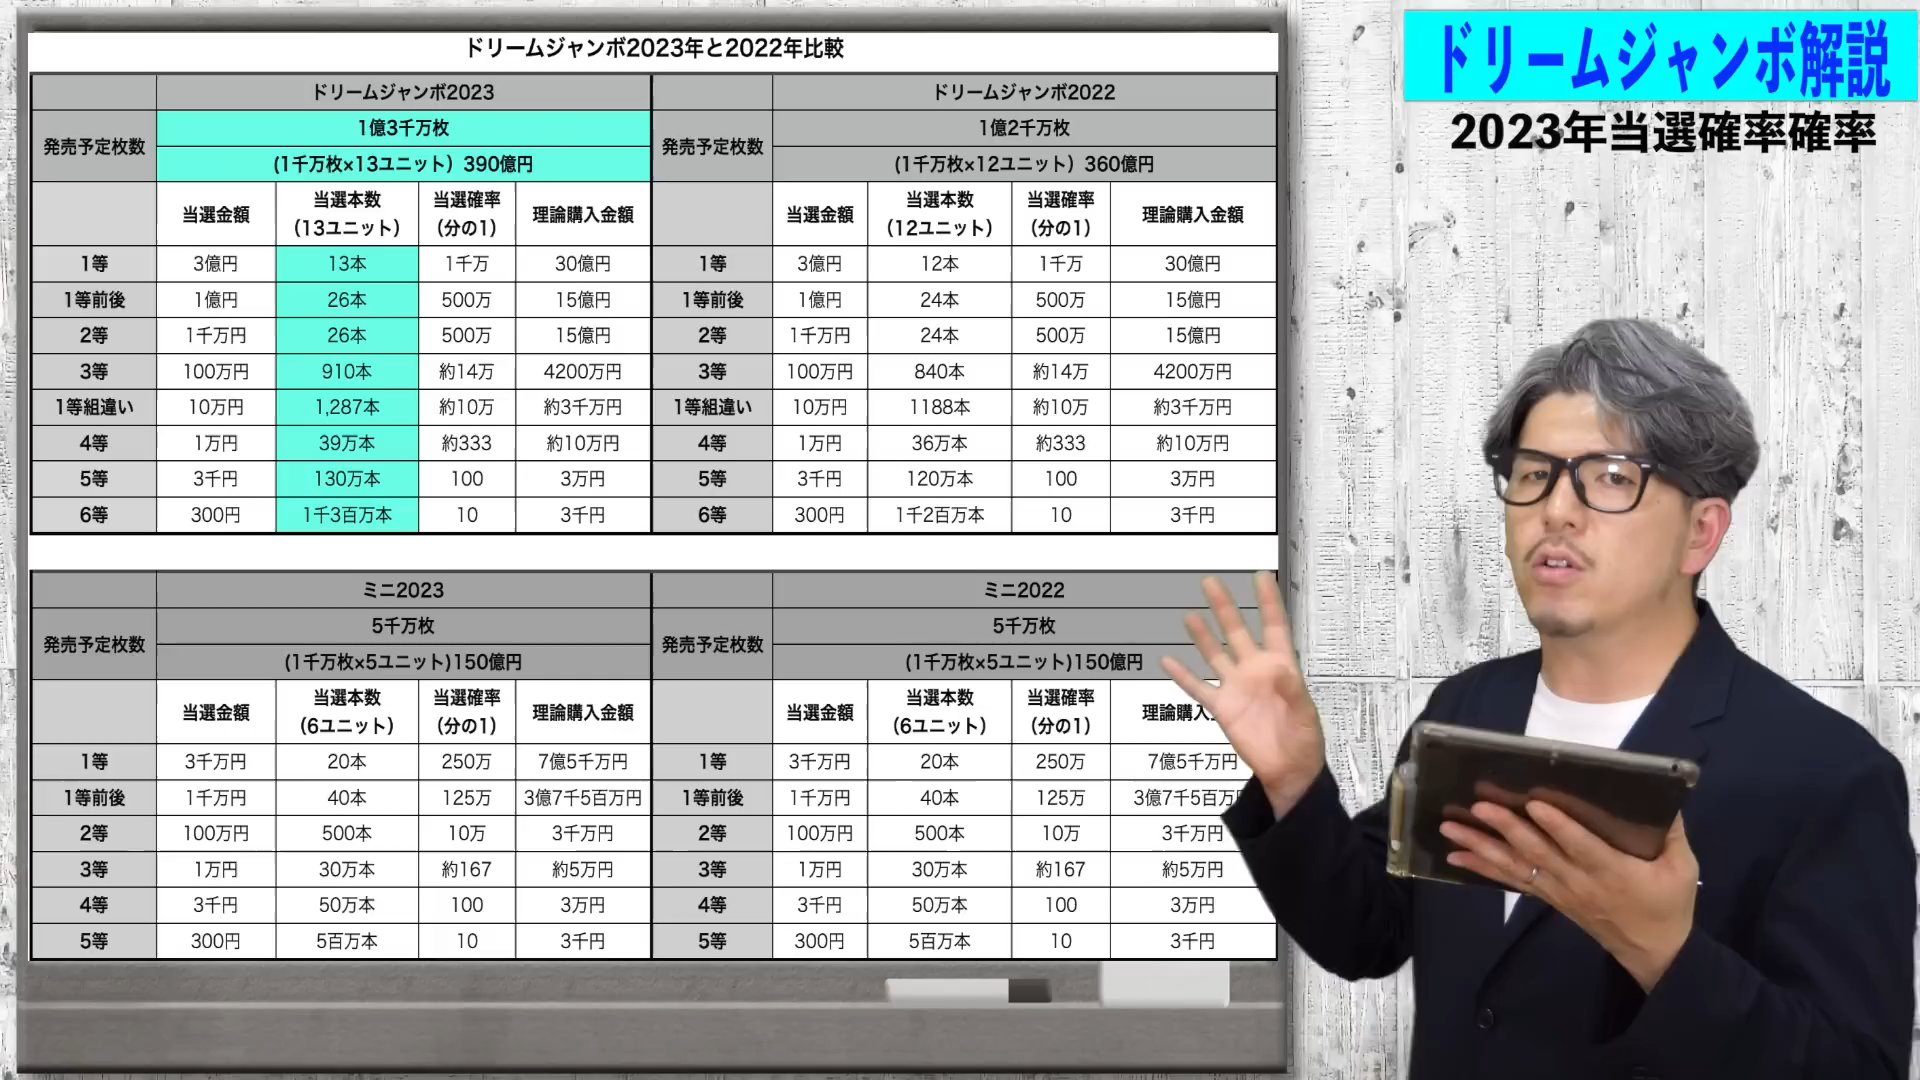 ドリームジャンボ2023年と2022年比較
ドリームジャンボ2023 ドリームジャンボ2022
発売予定枚数 1億3千万枚 発売予定枚数 1億2千万枚
(1千万枚×13ユニット）390億円 (1千万枚×12ユニット）360億円
当選金額 当選本数 当選確率 理論購入金額 当選金額 当選本数 当選確率 理論購入金額
(13ユニット) (分の1) (12ユニット) (分の1)
1等 3億円 13本 1千万 30億円 1等 3億円 12本 1千万 30億円
1等前後 1億円 26本 500万 15億円 1等前後 1億円 24本 500万 15億円
2等 1千万円 26本 500万 15億円 2等 1千万円 24本 500万 15億円
3等 100万円 910本 約14万 4200万円 3等 100万円 840本 約14万 4200万円
1等組違い 10万円 1,287本 約10万 約3千万円 1等組違い 10万円 1188本 約10万 約3千万円
4等 1万円 39万本 約333 約10万円 4等 1万円 36万本 約333 約10万円
5等 3千円 130万本 100 3万円 5等 3千円 120万本 100 3万円
6等 300円 1千3百万本 10 3千円 6等 300円 1千2百万本 10 3千円
ミニ2023 ミニ2022
発売予定枚数 5千万枚 発売予定枚数 5千万枚
(1千万枚×5ユニット)150億円 (1千万枚×5ユニット)150億円
当選金額 当選本数 当選確率 理論購入金額 当選金額 当選本数 当選確率 理論購入
(6ユニット) (分の1) (6ユニット) (分の1)
1等 3千万円 20本 250万 7億5千万円 1等 3千万円 20本 250万 7億5千万円
1等前後 1千万円 40本 125万 3億7千5百万円 1等前後 1千万円 40本 125万 3億7千5百万円
2等 100万円 500本 10万 3千万円 2等 100万円 500本 10万 3千万円
3等 1万円 30万本 約167 約5万円 3等 1万円 30万本 約167 約5万円
4等 3千円 50万本 100 3万円 4等 3千円 50万本 100 3万円
5等 300円 5百万本 10 3千円 5等 300円 5百万本 10 3千円
ドリームジャンボ解説
2023年当選確率確率